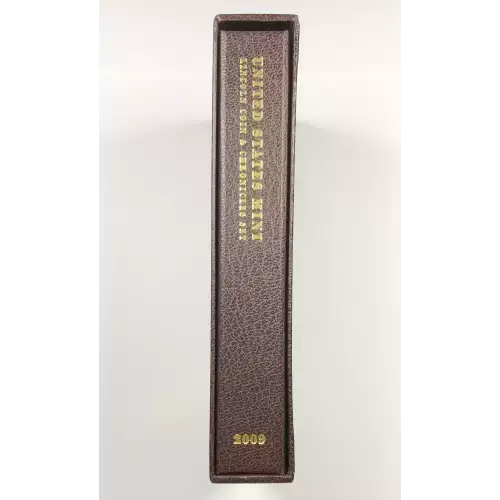 UNITED STATES MINT
LINCOLN COIN & CHRONICLES SET
2009